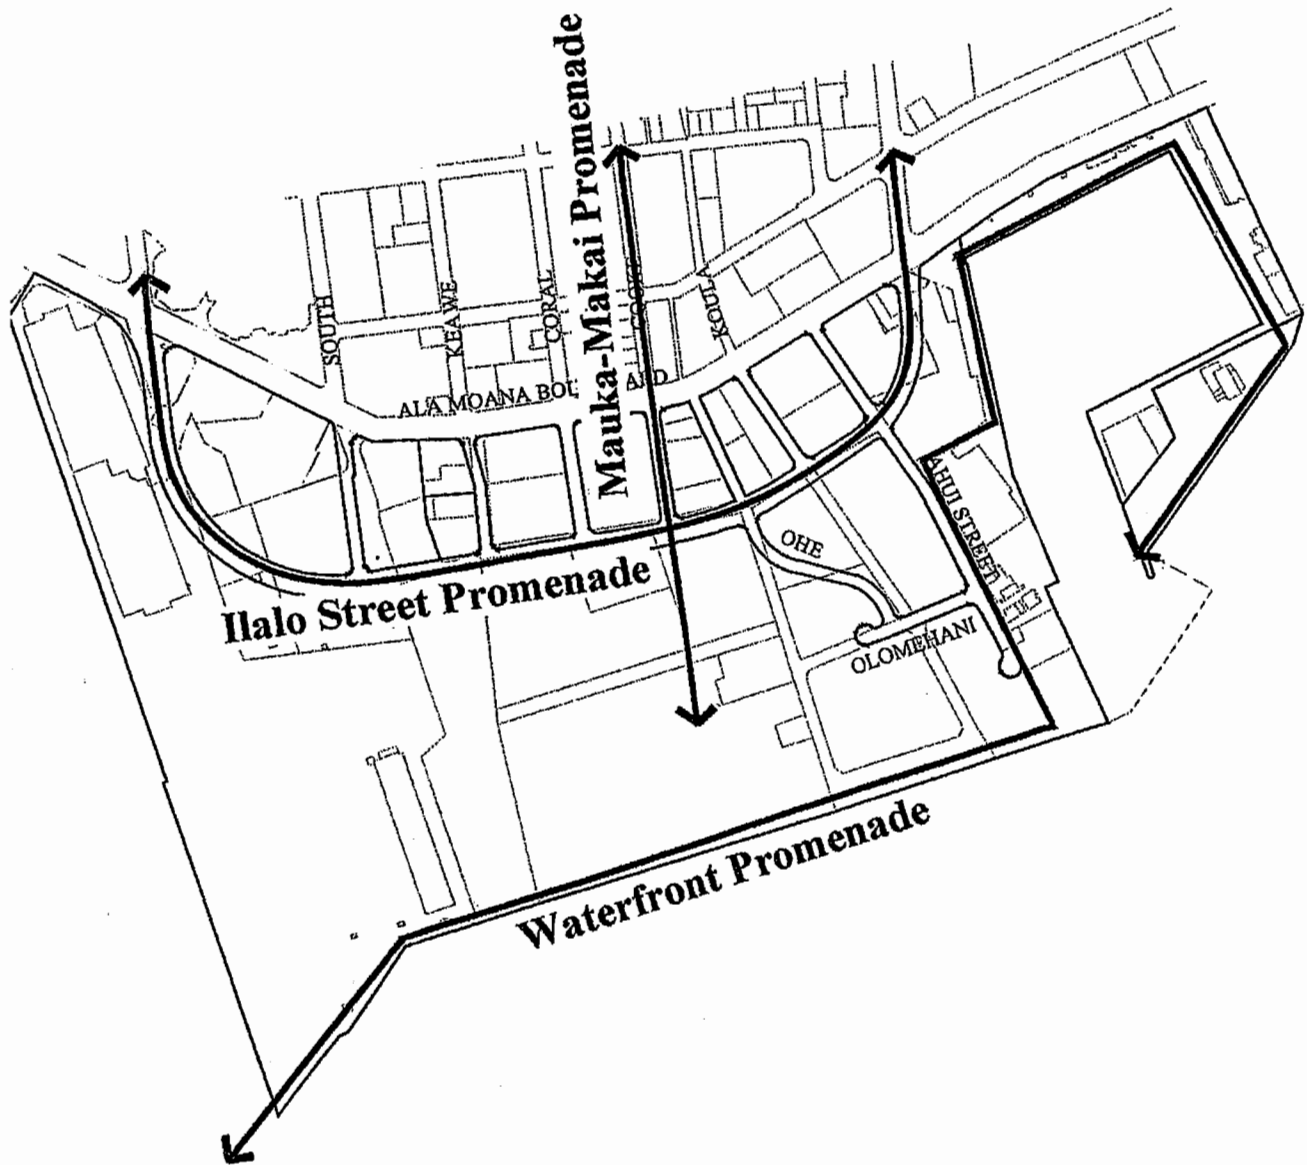 Mauka-Makai Promenade
SOUTH
KEAWE
CORAL
COOKE
KOULA
ALA MOANA BOU ARD
Ilalo Street Promenade
OHE
AHUI STREET
OLOMEHANI
Waterfront Promenade